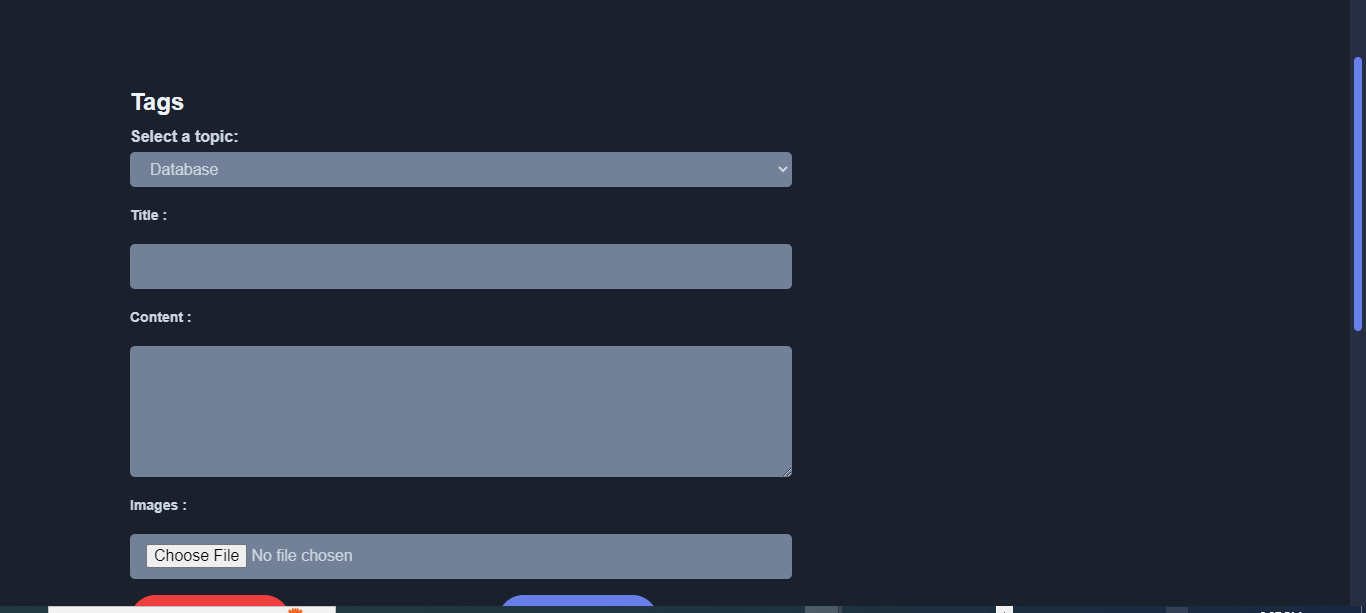 Tags
Select a topic:
Database
Title :
Content :
Images :
Choose File No file chosen